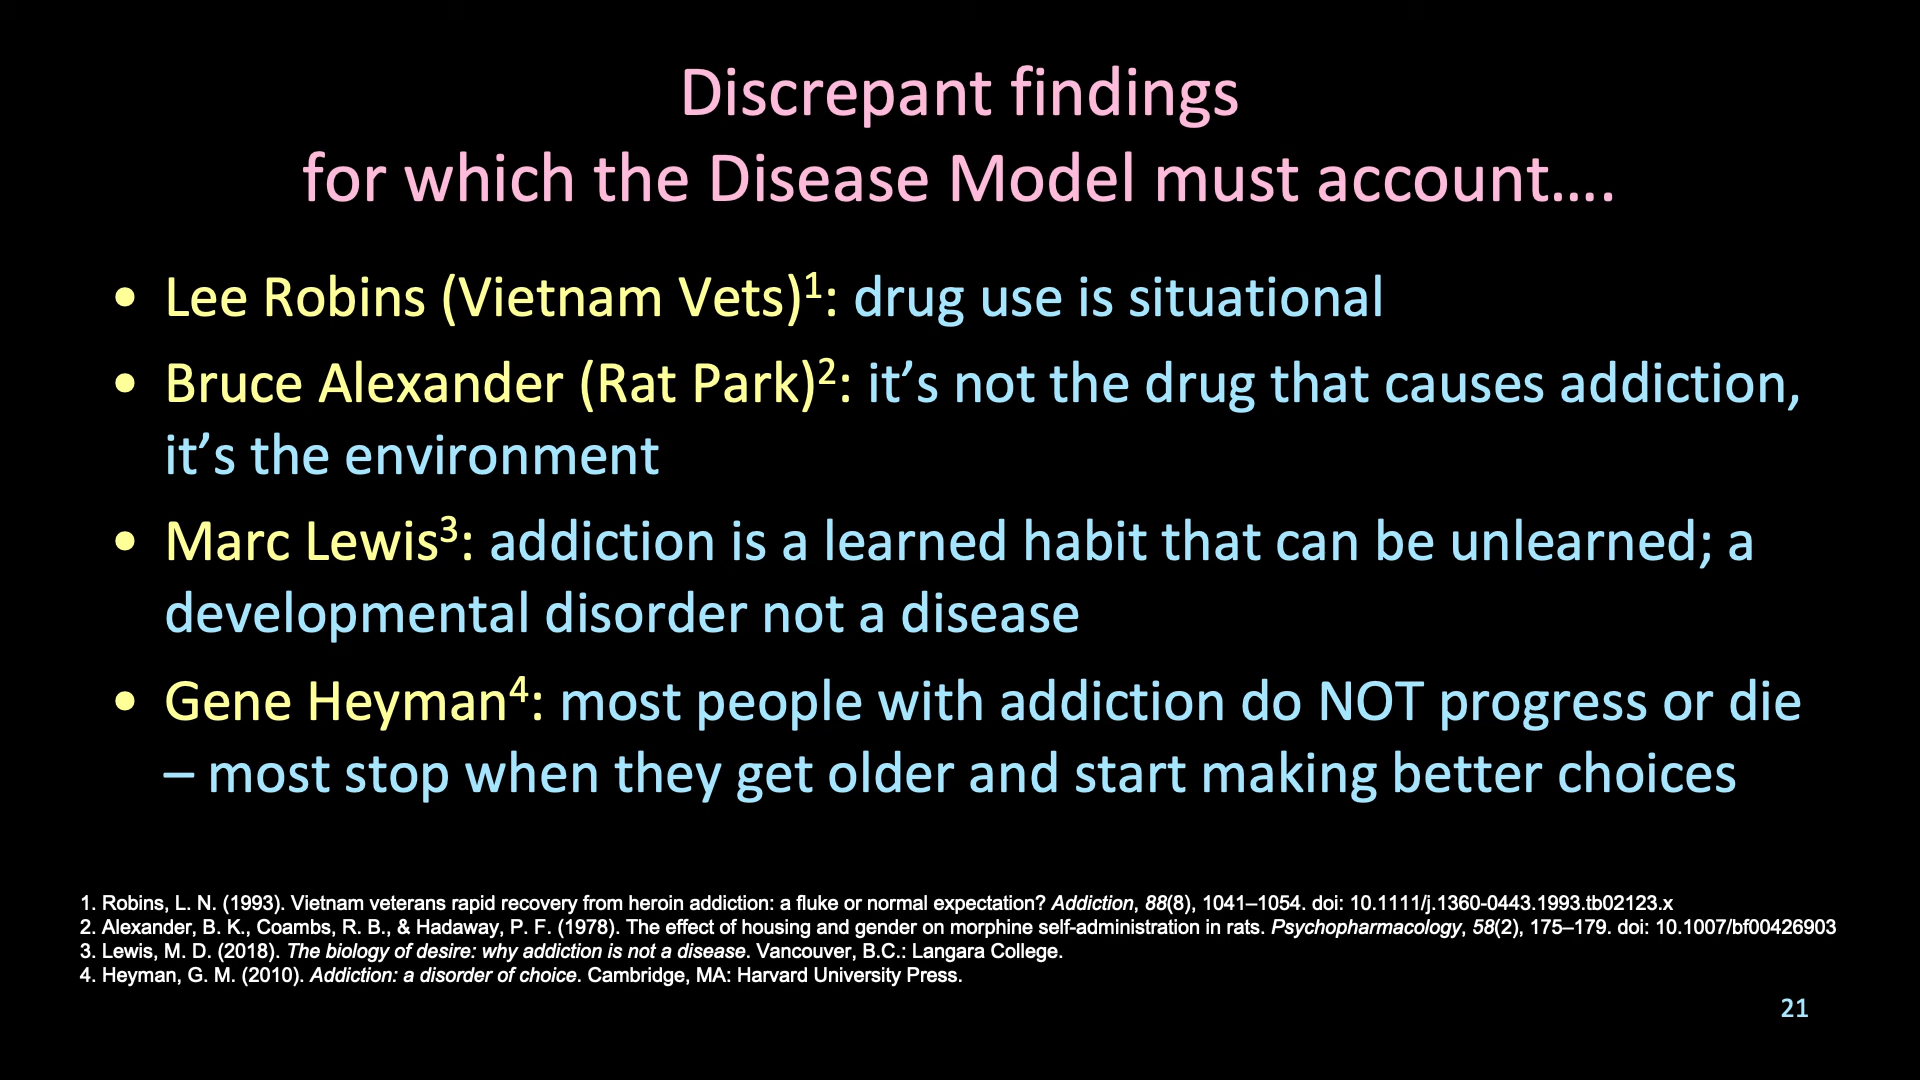 Discrepant findings
for which the Disease Model must account....
• Lee Robins (Vietnam Vets)¹: drug use is situational
• Bruce Alexander (Rat Park)²: it’s not the drug that causes addiction,
it’s the environment
• Marc Lewis³: addiction is a learned habit that can be unlearned; a
developmental disorder not a disease
• Gene Heyman⁴: most people with addiction do NOT progress or die
– most stop when they get older and start making better choices
1. Robins, L. N. (1993). Vietnam veterans rapid recovery from heroin addiction: a fluke or normal expectation? Addiction, 88(8), 1041–1054. doi: 10.1111/j.1360-0443.1993.tb02123.x
2. Alexander, B. K., Coambs, R. B., & Hadaway, P. F. (1978). The effect of housing and gender on morphine self-administration in rats. Psychopharmacology, 58(2), 175–179. doi: 10.1007/bf00426903
3. Lewis, M. D. (2018). The biology of desire: why addiction is not a disease. Vancouver, B.C.: Langara College.
4. Heyman, G. M. (2010). Addiction: a disorder of choice. Cambridge, MA: Harvard University Press.
21